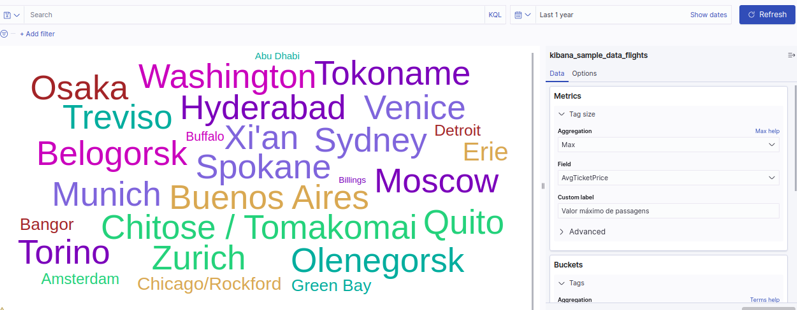 Search
KQL
Last 1 year
Show dates
Refresh
+ Add filter
Abu Dhabi
Washington
Tokoname
Osaka
Hyderabad
Venice
Treviso
Buffalo
Xi'an
Sydney
Detroit
Belogorsk
Erie
Spokane
Billings
Moscow
Munich
Buenos Aires
Bangor
Chitose / Tomakomai
Quito
Torino
Zurich
Olenegorsk
Amsterdam
Chicago/Rockford
Green Bay
kibana_sample_data_flights
Data
Options
Metrics
Tag size
Aggregation
Max help
Max
Field
AvgTicketPrice
Custom label
Valor máximo de passagens
Advanced
Buckets
Tags
Aggregation
Terms help